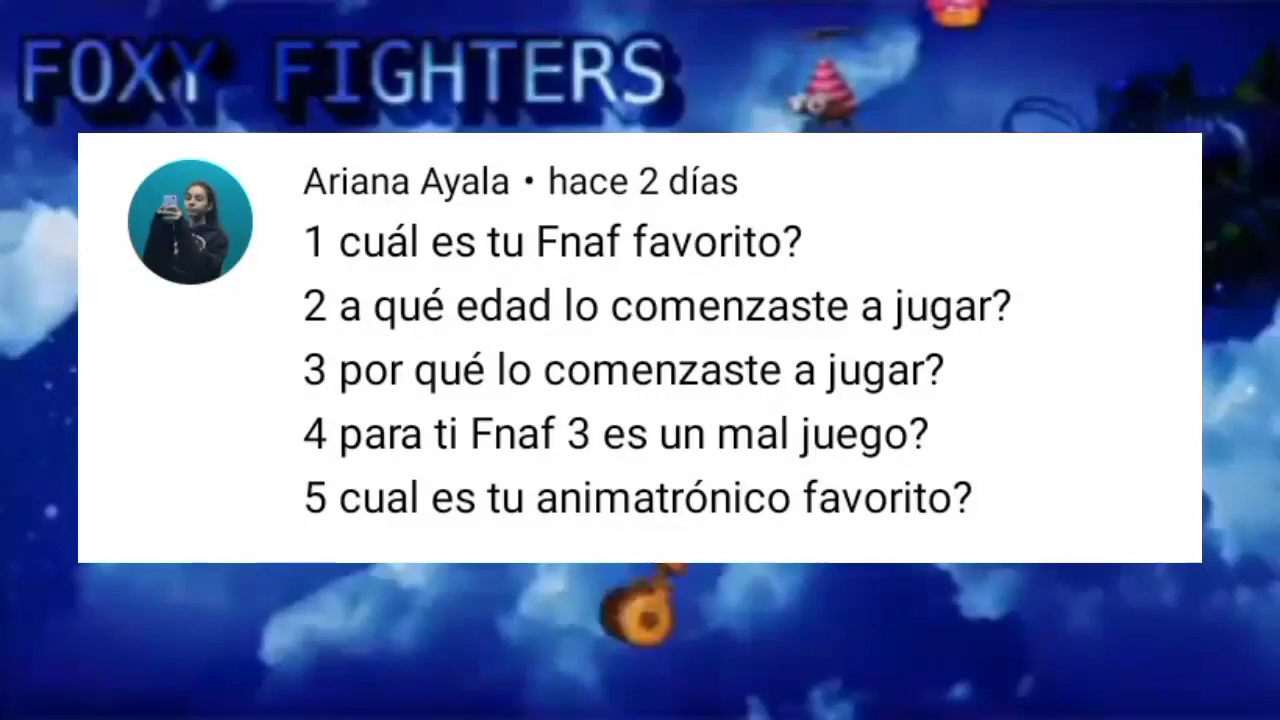 FOXY FIGHTERS
Ariana Ayala • hace 2 días
1 cuál es tu Fnaf favorito?
2 a qué edad lo comenzaste a jugar?
3 por qué lo comenzaste a jugar?
4 para ti Fnaf 3 es un mal juego?
5 cual es tu animatrónico favorito?